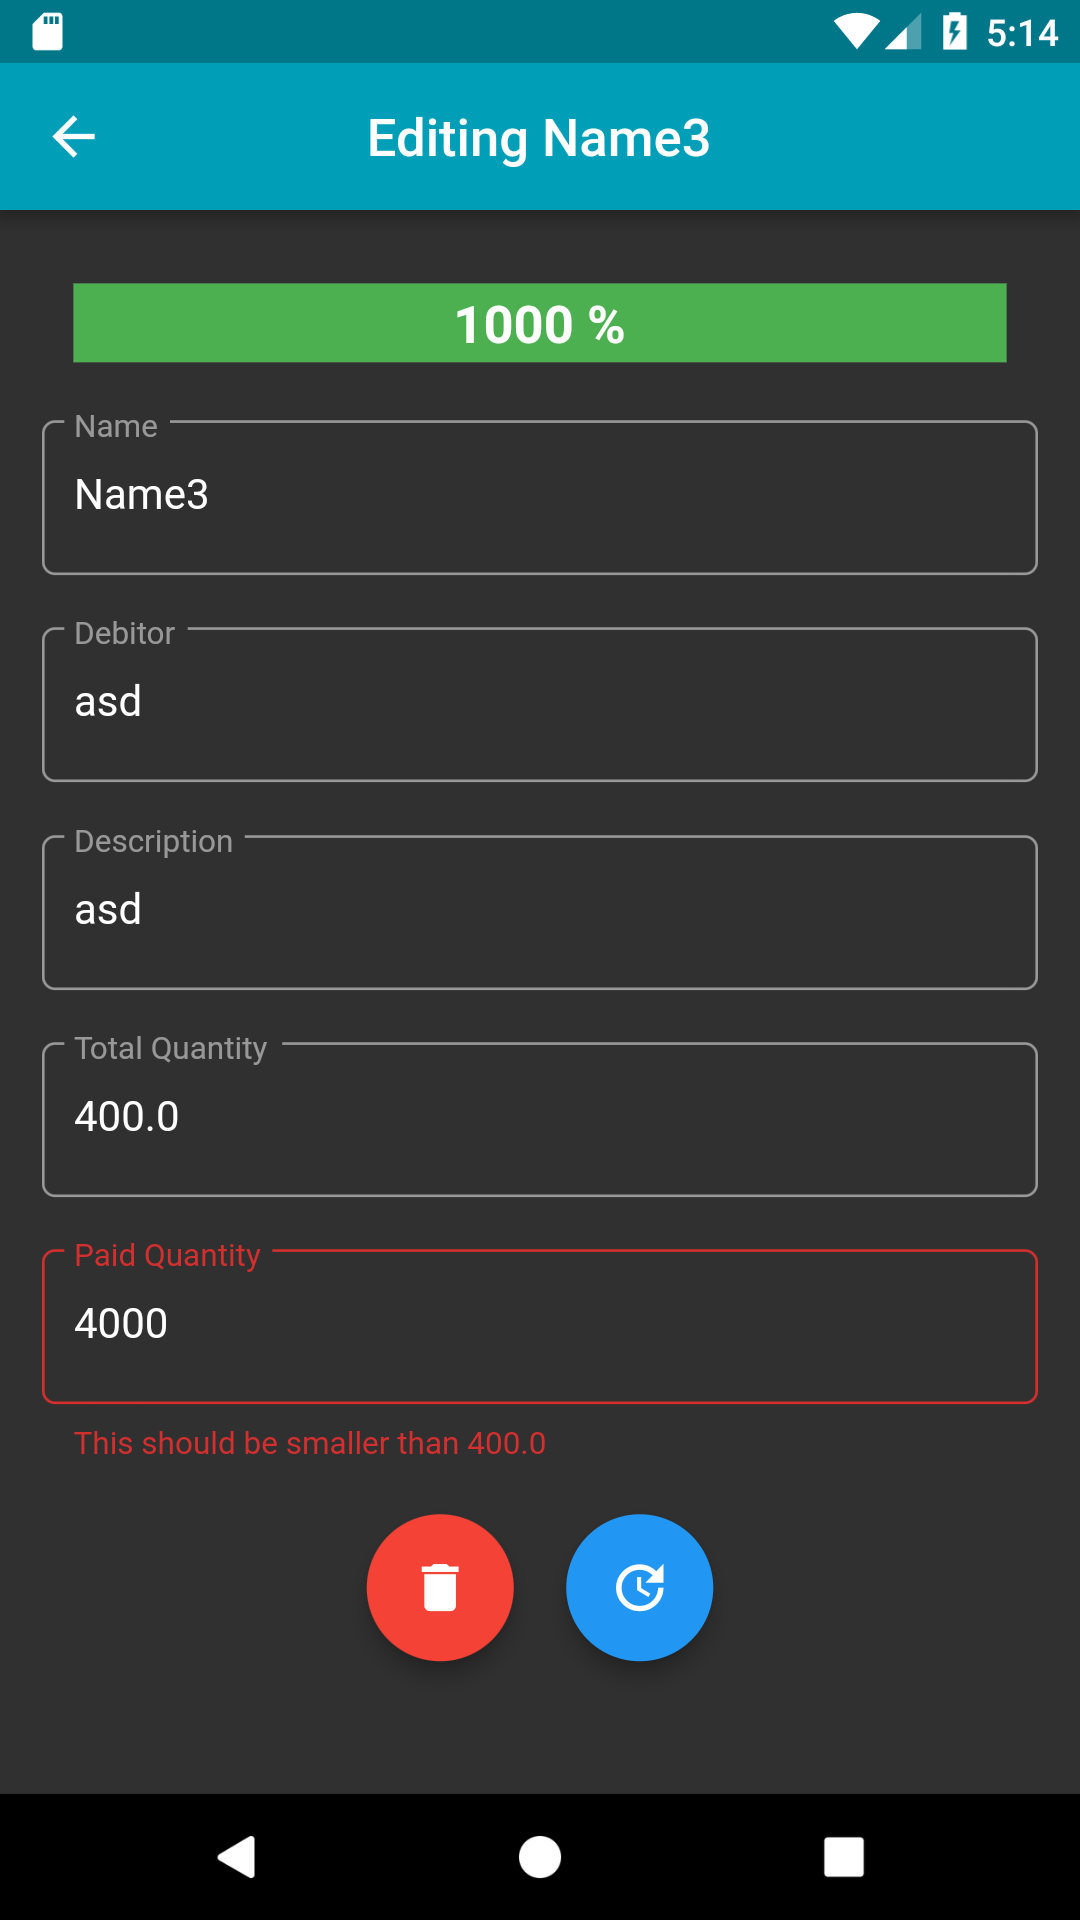 5:14
Editing Name3
1000 %
Name
Name3
Debitor
asd
Description
asd
Total Quantity
400.0
Paid Quantity
4000
This should be smaller than 400.0